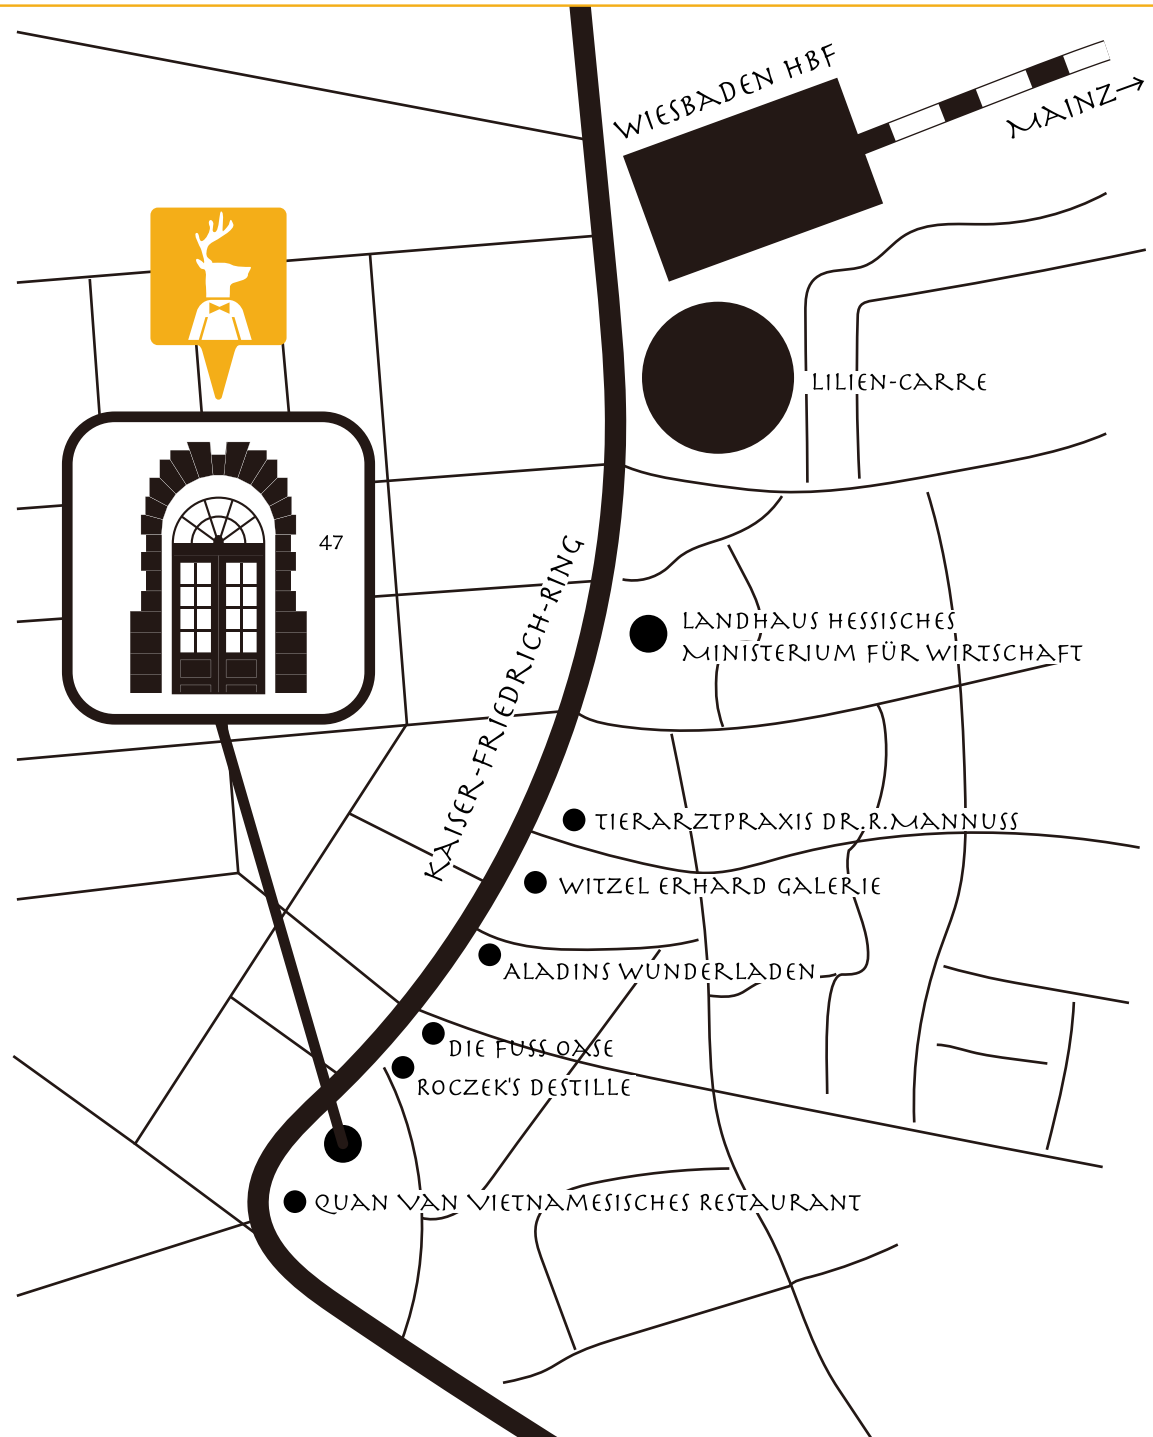 WIESBADEN HBF
MAINZ→
LILIEN-CARRE
47
KAISER-FRIEDRICH-RING
LANDHAUS HESSISCHES
MINISTERIUM FÜR WIRTSCHAFT
TIERARZTPRAXIS DR.R.MANNUSS
WITZEL ERHARD GALERIE
ALADINS WUNDERLADEN
DIE FUSS OASE
ROCZEK'S DESTILLE
QUAN VAN VIETNAMESISCHES RESTAURANT